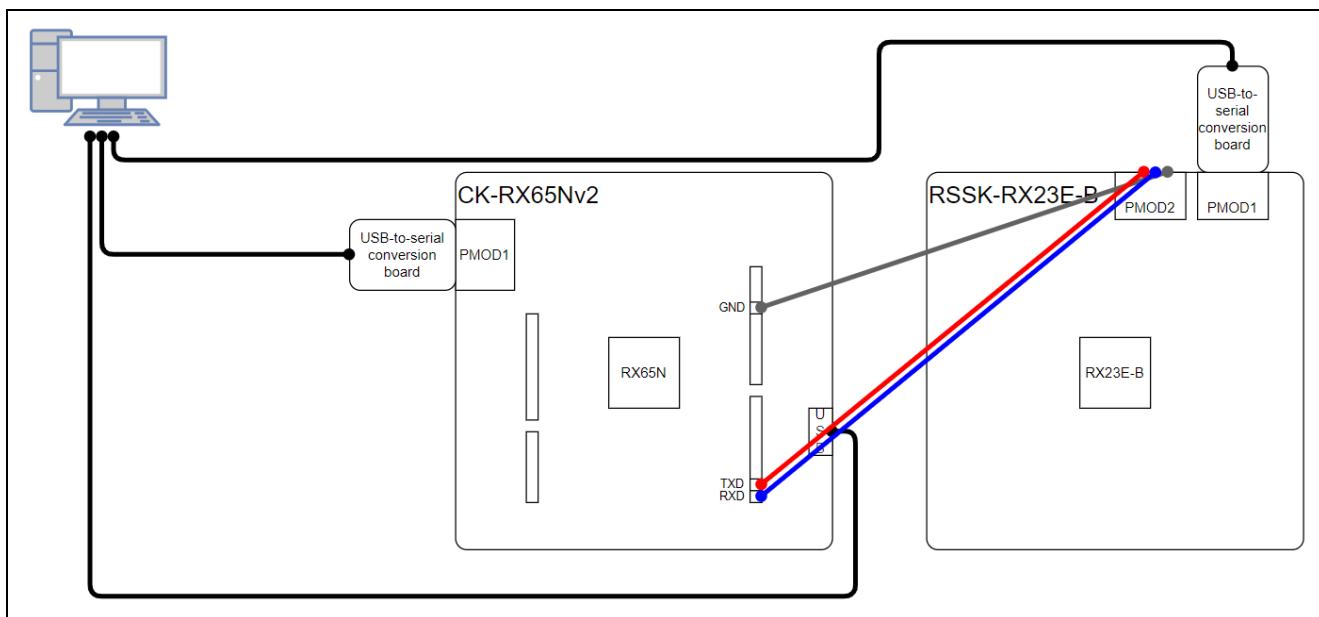 USB-to-
serial
conversion
board
CK-RX65Nv2
RSSK-RX23E-B
PMOD2
PMOD1
USB-to-serial
conversion
board
PMOD1
GND
RX65N
RX23E-B
U
S
B
TXD
RXD